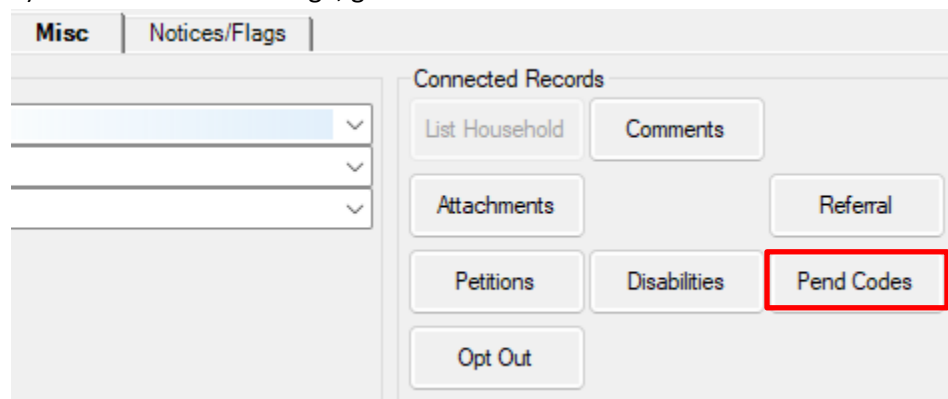 Misc Notices/Flags
Connected Records
List Household Comments
Attachments Referral
Petitions Disabilities Pend Codes
Opt Out